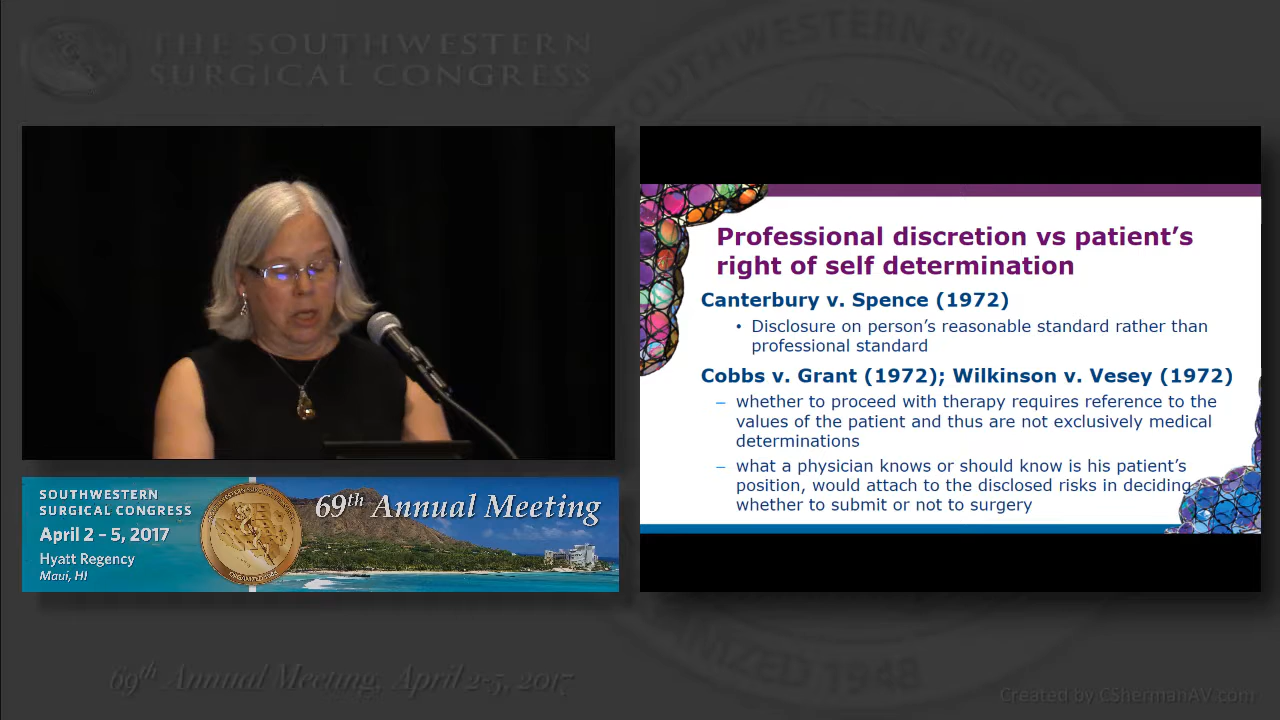 THE SOUTHWESTERN
SURGICAL CONGRESS
Professional discretion vs patient’s
right of self determination
Canterbury v. Spence (1972)
• Disclosure on person’s reasonable standard rather than
professional standard
Cobbs v. Grant (1972); Wilkinson v. Vesey (1972)
– whether to proceed with therapy requires reference to the
values of the patient and thus are not exclusively medical
determinations
– what a physician knows or should know is his patient’s
position, would attach to the disclosed risks in deciding
whether to submit or not to surgery
SOUTHWESTERN
SURGICAL CONGRESS
April 2 – 5, 2017
Hyatt Regency
Maui, HI
69th Annual Meeting
69th Annual Meeting, April 2-5, 2017
Created by CShermanAV.com